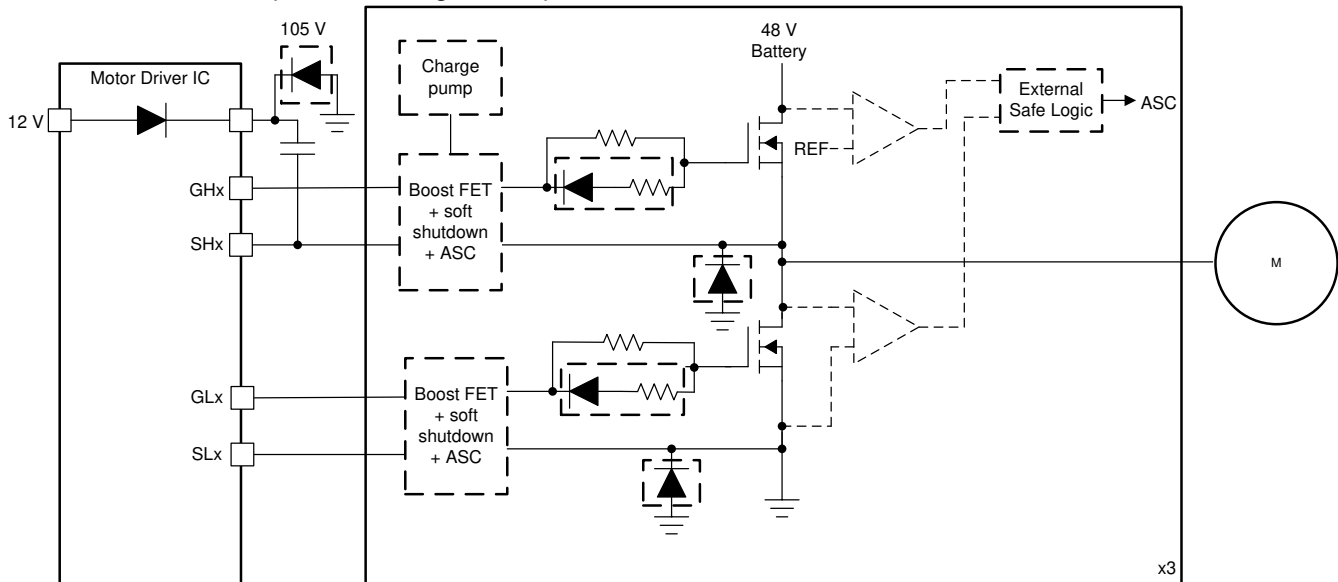 105 V
48 V
Battery
Motor Driver IC
Charge
pump
External
Safe Logic
ASC
12 V
REF
GHx
Boost FET
+ soft
shutdown
+ ASC
SHx
M
GLx
Boost FET
+ soft
shutdown
+ ASC
SLx
x3